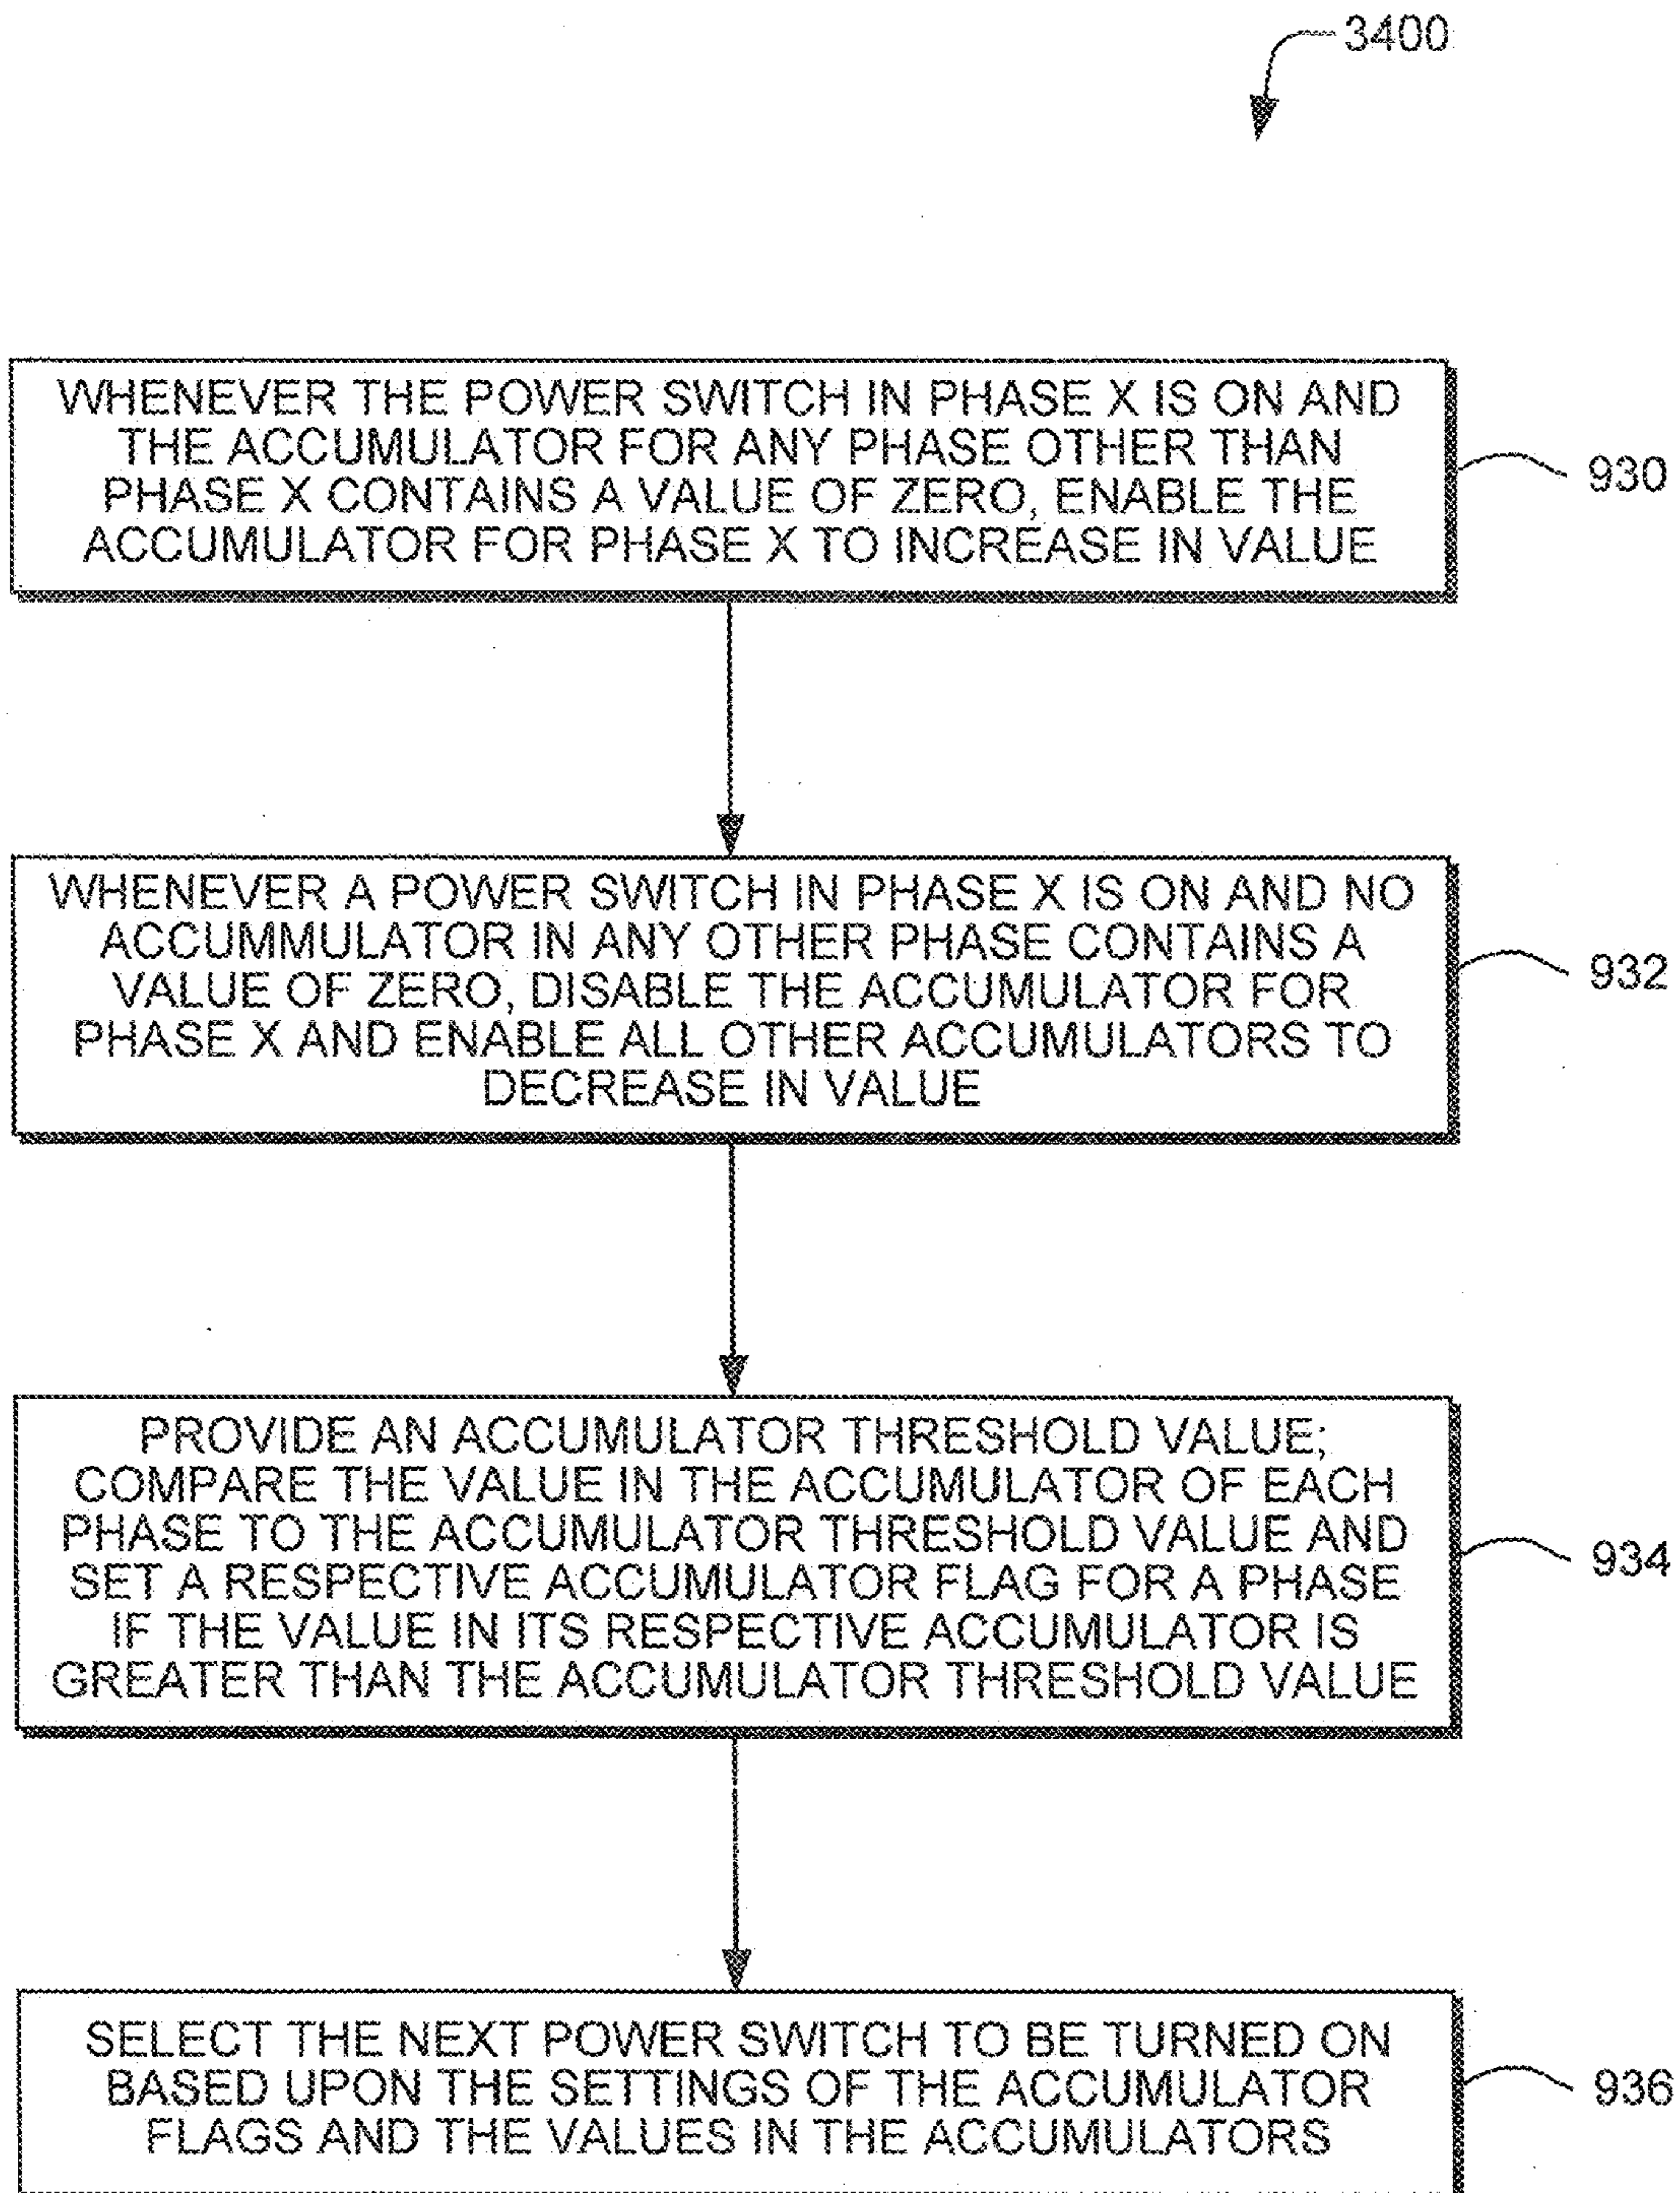 3400
WHENEVER THE POWER SWITCH IN PHASE X IS ON AND
THE ACCUMULATOR FOR ANY PHASE OTHER THAN
PHASE X CONTAINS A VALUE OF ZERO, ENABLE THE
ACCUMULATOR FOR PHASE X TO INCREASE IN VALUE
930
WHENEVER A POWER SWITCH IN PHASE X IS ON AND NO
ACCUMMULATOR IN ANY OTHER PHASE CONTAINS A
VALUE OF ZERO, DISABLE THE ACCUMULATOR FOR
PHASE X AND ENABLE ALL OTHER ACCUMULATORS TO
DECREASE IN VALUE
932
PROVIDE AN ACCUMULATOR THRESHOLD VALUE;
COMPARE THE VALUE IN THE ACCUMULATOR OF EACH
PHASE TO THE ACCUMULATOR THRESHOLD VALUE AND
SET A RESPECTIVE ACCUMULATOR FLAG FOR A PHASE
IF THE VALUE IN ITS RESPECTIVE ACCUMULATOR IS
GREATER THAN THE ACCUMULATOR THRESHOLD VALUE
934
SELECT THE NEXT POWER SWITCH TO BE TURNED ON
BASED UPON THE SETTINGS OF THE ACCUMULATOR
FLAGS AND THE VALUES IN THE ACCUMULATORS
936